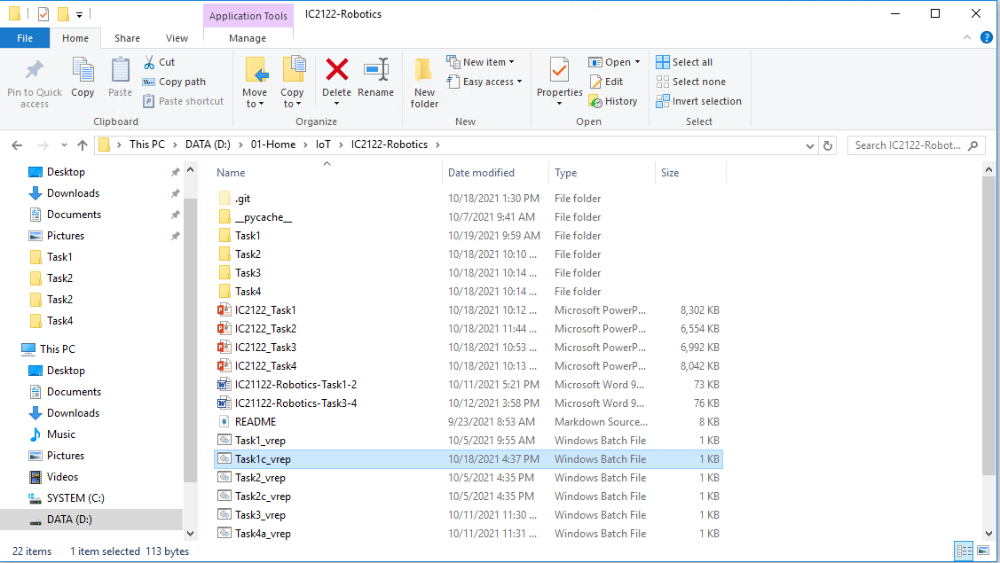 Application Tools IC2122-Robotics
File Home Share View Manage
Pin to Quick access
Copy
Paste
Cut
Copy path
Paste shortcut
Clipboard
Move to
Copy to
Delete
Rename
Organize
New folder
New item
Easy access
New
Properties
Open
Edit
History
Open
Select all
Select none
Invert selection
Select
This PC > DATA (D:) > 01-Home > IoT > IC2122-Robotics >
Search IC2122-Robot...
Desktop
Downloads
Documents
Pictures
Task1
Task2
Task2
Task4
This PC
Desktop
Documents
Downloads
Music
Pictures
Videos
SYSTEM (C:)
DATA (D:)
Name Date modified Type Size
.git 10/18/2021 1:30 PM File folder
__pycache__ 10/7/2021 9:41 AM File folder
Task1 10/19/2021 9:59 AM File folder
Task2 10/18/2021 10:10 ... File folder
Task3 10/18/2021 10:14 ... File folder
Task4 10/18/2021 10:14 ... File folder
IC2122_Task1 10/18/2021 10:12 ... Microsoft PowerP... 8,302 KB
IC2122_Task2 10/18/2021 11:44 ... Microsoft PowerP... 6,554 KB
IC2122_Task3 10/18/2021 10:53 ... Microsoft PowerP... 6,992 KB
IC2122_Task4 10/18/2021 10:13 ... Microsoft PowerP... 8,042 KB
IC21122-Robotics-Task1-2 10/11/2021 5:21 PM Microsoft Word 9... 73 KB
IC21122-Robotics-Task3-4 10/12/2021 3:58 PM Microsoft Word 9... 76 KB
README 9/23/2021 8:53 AM Markdown Source... 8 KB
Task1_vrep 10/5/2021 9:55 AM Windows Batch File 1 KB
Task1c_vrep 10/18/2021 4:37 PM Windows Batch File 1 KB
Task2_vrep 10/5/2021 4:35 PM Windows Batch File 1 KB
Task2c_vrep 10/5/2021 4:35 PM Windows Batch File 1 KB
Task3_vrep 10/11/2021 11:30 ... Windows Batch File 1 KB
Task4a_vrep 10/11/2021 11:31 ... Windows Batch File 1 KB
22 items 1 item selected 113 bytes